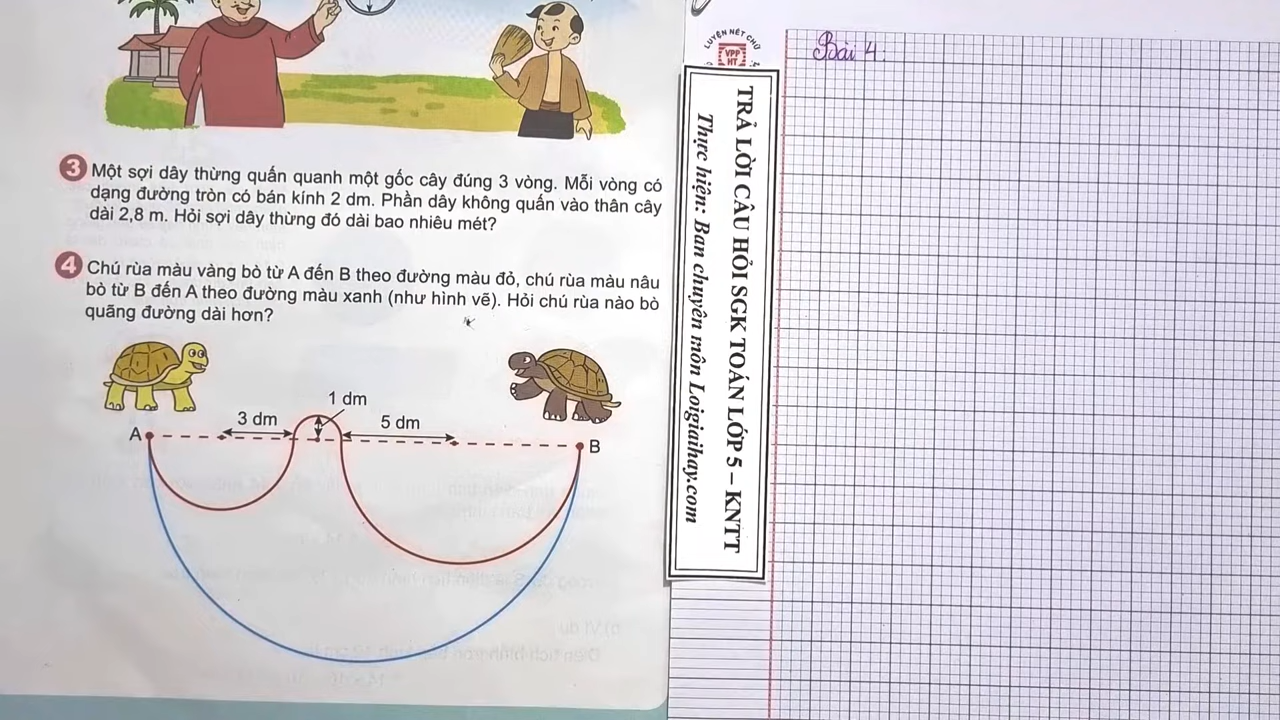 3 Một sợi dây thừng quấn quanh một gốc cây đúng 3 vòng. Mỗi vòng có
dạng đường tròn có bán kính 2 dm. Phần dây không quấn vào thân cây
dài 2,8 m. Hỏi sợi dây thừng đó dài bao nhiêu mét?
4 Chú rùa màu vàng bò từ A đến B theo đường màu đỏ, chú rùa màu nâu
bò từ B đến A theo đường màu xanh (như hình vẽ). Hỏi chú rùa nào bò
quãng đường dài hơn?
1 dm
3 dm
5 dm
A
B
LUYỆN NÉT CHỮ
VPP
HT
TRẢ LỜI CÂU HỎI SGK TOÁN LỚP 5 – KNTT
Thực hiện: Ban chuyên môn Loigiaihay.com
Bài 4: